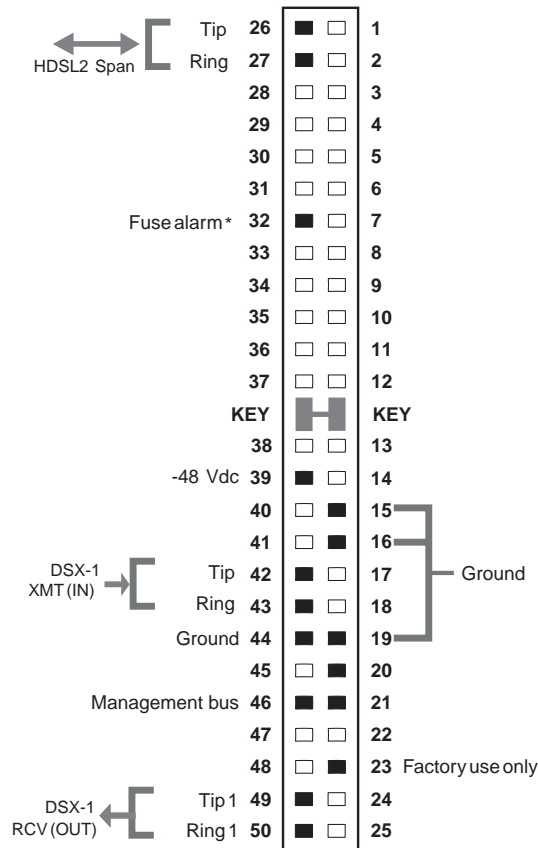 Tip 26 1
HDSL2 Span Ring 27 2
28 3
29 4
30 5
31 6
Fuse alarm* 32 7
33 8
34 9
35 10
36 11
37 12
KEY KEY
38 13
-48 Vdc 39 14
40 15
41 16
DSX-1
XMT (IN)
Tip 42 17 Ground
Ring 43 18
Ground 44 19
45 20
Management bus 46 21
47 22
48 23 Factory use only
DSX-1
RCV (OUT)
Tip 1 49 24
Ring 1 50 25